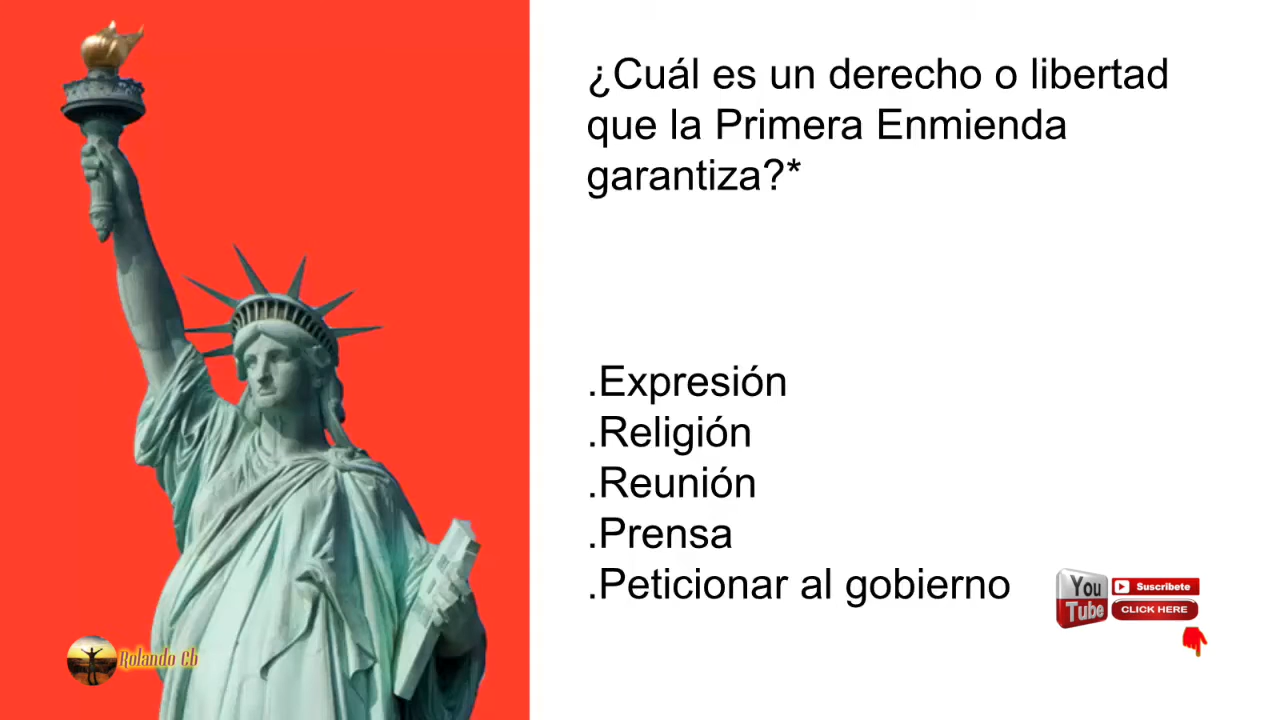 ¿Cuál es un derecho o libertad
que la Primera Enmienda
garantiza?*
.Expresión
.Religión
.Reunión
.Prensa
.Peticionar al gobierno
You
Tube
Suscribete
CLICK HERE
Rolando Cb